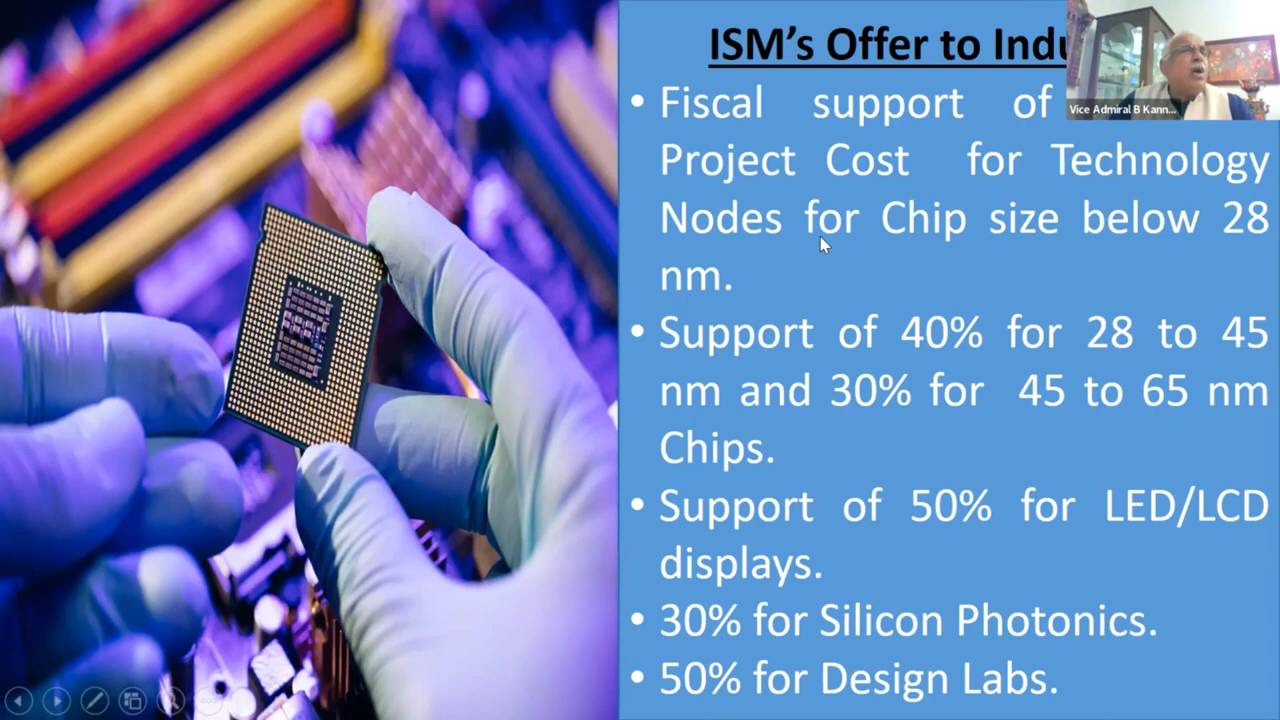 ISM's Offer to
Vice Admiral B Kann...
• Fiscal support of
Project Cost for Technology
Nodes for Chip size below 28
nm.
• Support of 40% for 28 to 45
nm and 30% for 45 to 65 nm
Chips.
• Support of 50% for LED/LCD
displays.
• 30% for Silicon Photonics.
• 50% for Design Labs.